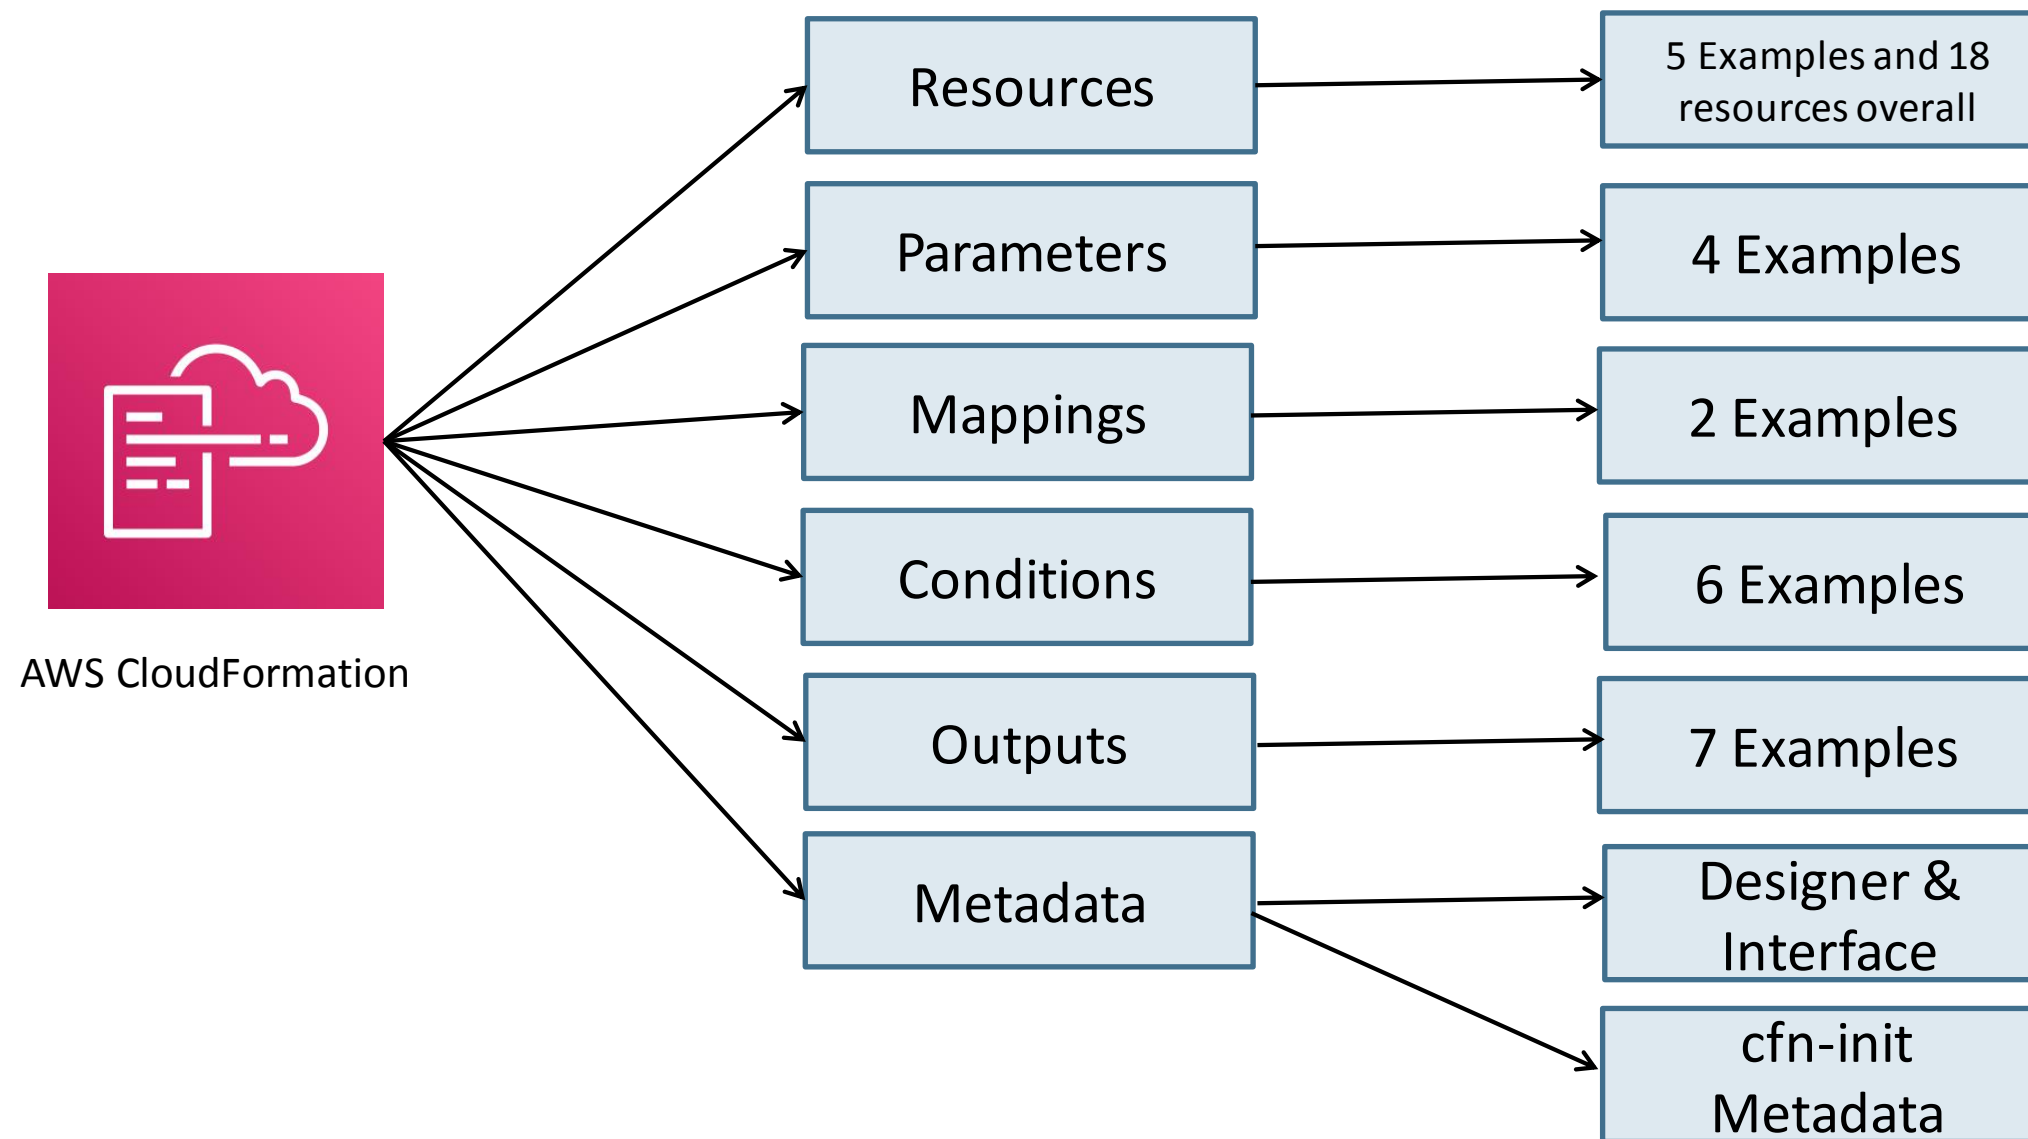 Resources
5 Examples and 18
resources overall
Parameters
4 Examples
Mappings
2 Examples
AWS CloudFormation
Conditions
6 Examples
Outputs
7 Examples
Metadata
Designer &
Interface
cfn-init
Metadata